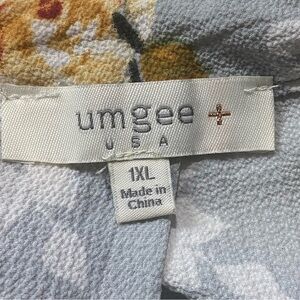 umgee +
USA
1XL
Made in
China